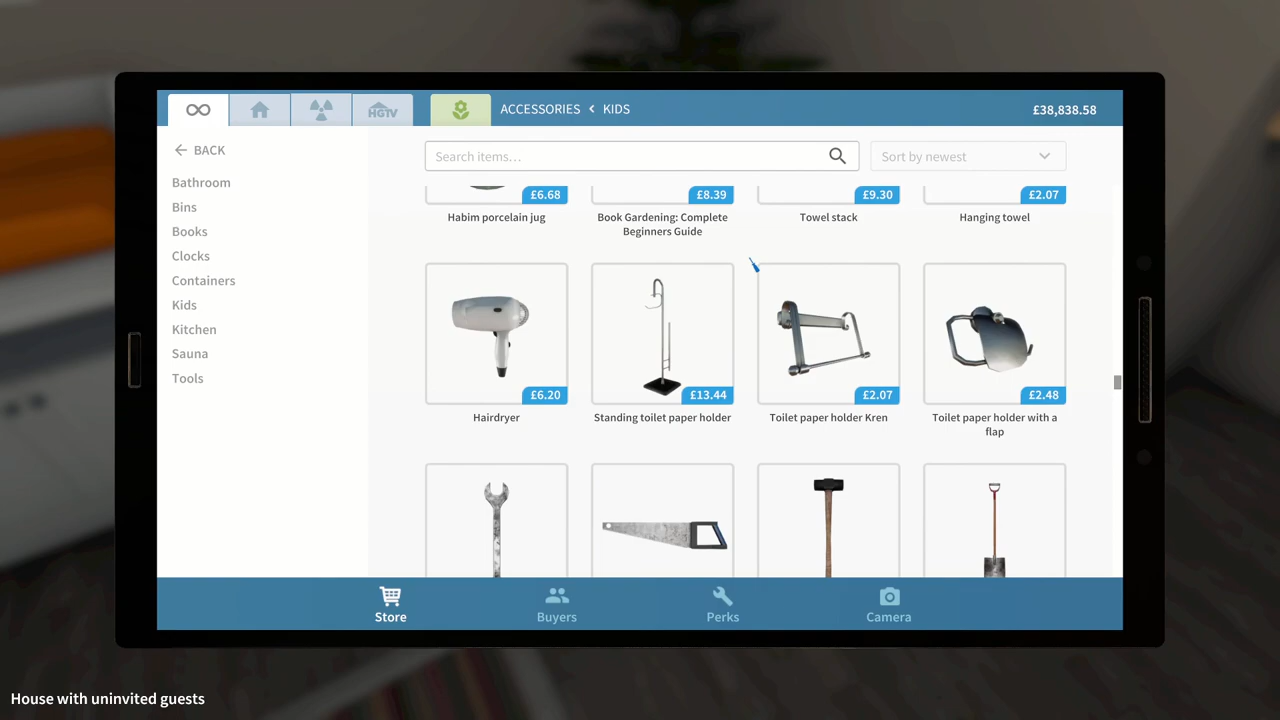 HGTV
ACCESSORIES < KIDS
£38,838.58
BACK
Search items...
Sort by newest
Bathroom
Bins
Books
Clocks
Containers
Kids
Kitchen
Sauna
Tools
£6.68
£8.39
£9.30
£2.07
Habim porcelain jug
Book Gardening: Complete
Beginners Guide
Towel stack
Hanging towel
£6.20
£13.44
£2.07
£2.48
Hairdryer
Standing toilet paper holder
Toilet paper holder Kren
Toilet paper holder with a
flap
Store
Buyers
Perks
Camera
House with uninvited guests